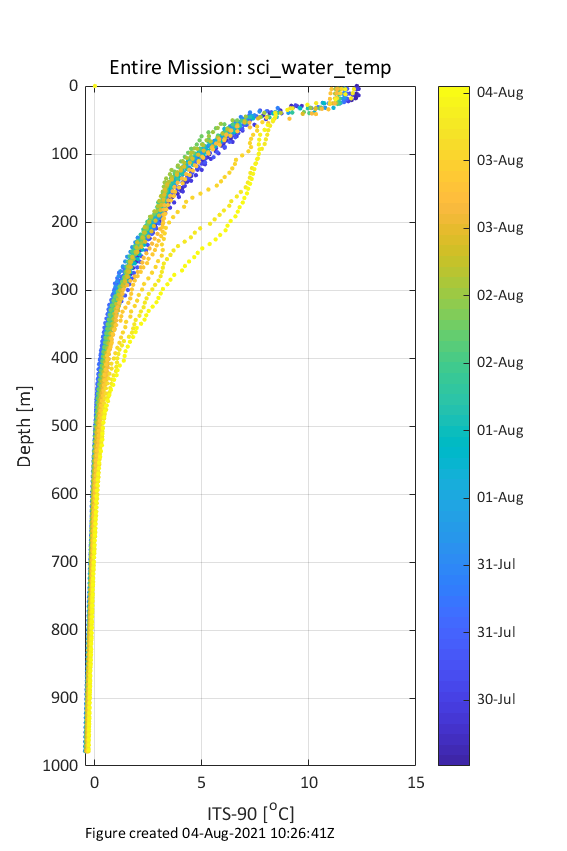 Entire Mission: sci_water_temp
0
100
200
300
400
500
600
700
800
900
1000
Depth [m]
0 5 10 15
ITS-90 [°C]
Figure created 04-Aug-2021 10:26:41Z
04-Aug
03-Aug
03-Aug
02-Aug
02-Aug
01-Aug
01-Aug
31-Jul
31-Jul
30-Jul